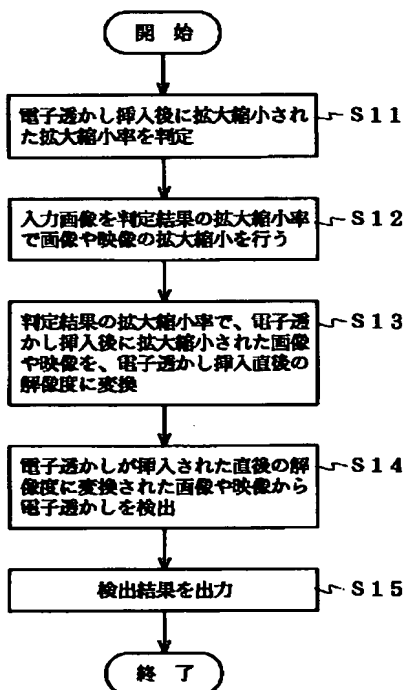 開 始
電子透かし挿入後に拡大縮小され
た拡大縮小率を判定
S11
入力画像を判定結果の拡大縮小率
で画像や映像の拡大縮小を行う
S12
判定結果の拡大縮小率で、電子透
かし挿入後に拡大縮小された画像
や映像を、電子透かし挿入直後の
解像度に変換
S13
電子透かしが挿入された直後の解
像度に変換された画像や映像から
電子透かしを検出
S14
検出結果を出力
S15
終 了